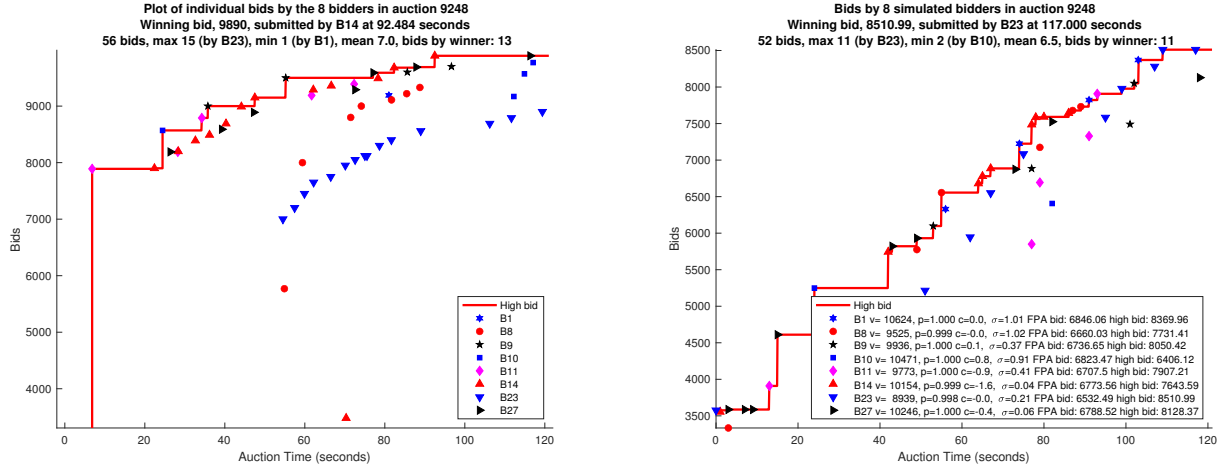 Plot of individual bids by the 8 bidders in auction 9248
Winning bid, 9890, submitted by B14 at 92.484 seconds
56 bids, max 15 (by B23), min 1 (by B1), mean 7.0, bids by winner: 13
9000
8000
7000
6000
5000
4000
Bids
0 20 40 60 80 100 120
Auction Time (seconds)
High bid
B1
B8
B9
B10
B11
B14
B23
B27
Bids by 8 simulated bidders in auction 9248
Winning bid, 8510.99, submitted by B23 at 117.000 seconds
52 bids, max 11 (by B23), min 2 (by B10), mean 6.5, bids by winner: 11
8500
8000
7500
7000
6500
6000
5500
5000
4500
4000
3500
Bids
0 20 40 60 80 100 120
Auction Time (seconds)
High bid
B1 v= 10624, p=1.000 c=0.0, σ=1.01 FPA bid: 6846.06 high bid: 8369.96
B8 v= 9525, p=0.999 c=-0.0, σ=1.02 FPA bid: 6660.03 high bid: 7731.41
B9 v= 9936, p=1.000 c=0.1, σ=0.37 FPA bid: 6736.65 high bid: 8050.42
B10 v= 10471, p=1.000 c=0.8, σ=0.91 FPA bid: 6823.47 high bid: 6406.12
B11 v= 9773, p=1.000 c=-0.9, σ=0.41 FPA bid: 6707.5 high bid: 7907.21
B14 v= 10154, p=0.999 c=-1.6, σ=0.04 FPA bid: 6773.56 high bid: 7643.59
B23 v= 8939, p=0.998 c=-0.0, σ=0.21 FPA bid: 6532.49 high bid: 8510.99
B27 v= 10246, p=1.000 c=-0.4, σ=0.06 FPA bid: 6788.52 high bid: 8128.37